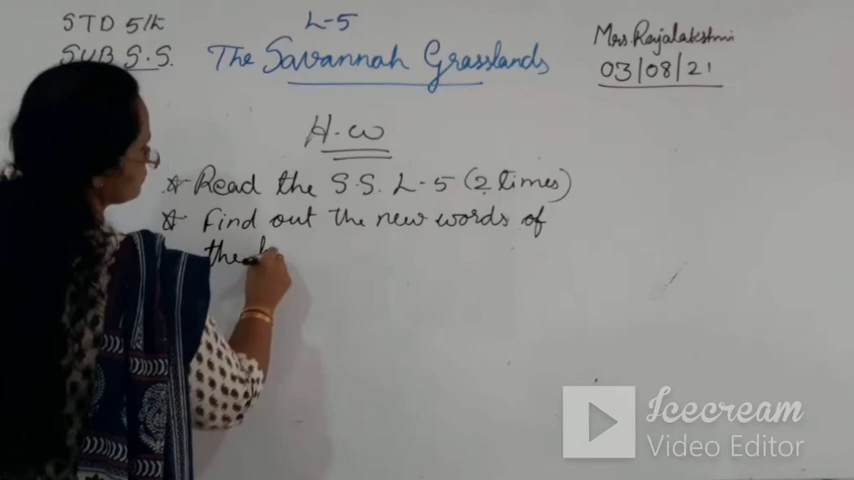 STD 5/K
SUB S.S.
L-5
The Savannah Grasslands
Mrs Rajalakshmi
03/08/21
H.W
Read the S.S. L-5 (2 times)
Find out the new words of
the
Icecream
Video Editor